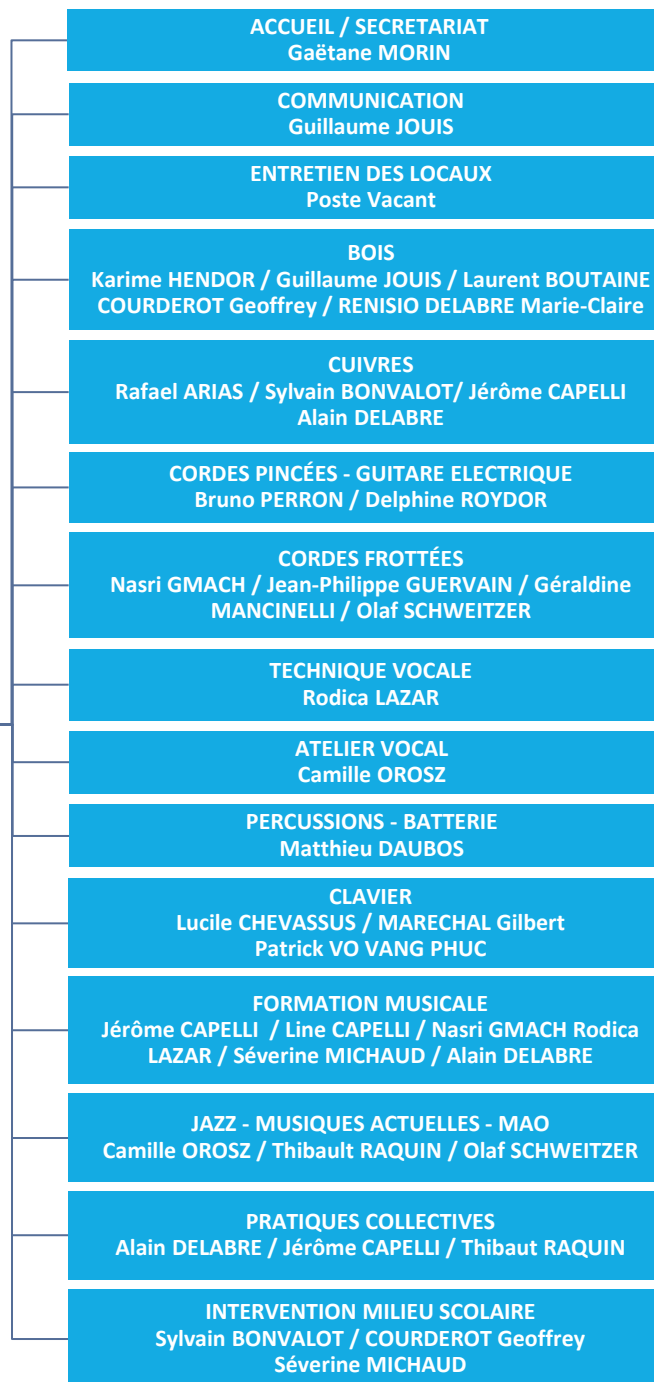 ACCUEIL / SECRETARIAT
Gaëtane MORIN
COMMUNICATION
Guillaume JOUIS
ENTRETIEN DES LOCAUX
Poste Vacant
BOIS
Karime HENDOR / Guillaume JOUIS / Laurent BOUTAINE
COURDEROT Geoffrey / RENISIO DELABRE Marie-Claire
CUIVRES
Rafael ARIAS / Sylvain BONVALOT/ Jérôme CAPELLI
Alain DELABRE
CORDES PINCÉES - GUITARE ELECTRIQUE
Bruno PERRON / Delphine ROYDOR
CORDES FROTTÉES
Nasri GMACH / Jean-Philippe GUERVAIN / Géraldine
MANCINELLI / Olaf SCHWEITZER
TECHNIQUE VOCALE
Rodica LAZAR
ATELIER VOCAL
Camille OROSZ
PERCUSSIONS - BATTERIE
Matthieu DAUBOS
CLAVIER
Lucile CHEVASSUS / MARECHAL Gilbert
Patrick VO VANG PHUC
FORMATION MUSICALE
Jérôme CAPELLI / Line CAPELLI / Nasri GMACH Rodica
LAZAR / Séverine MICHAUD / Alain DELABRE
JAZZ - MUSIQUES ACTUELLES - MAO
Camille OROSZ / Thibault RAQUIN / Olaf SCHWEITZER
PRATIQUES COLLECTIVES
Alain DELABRE / Jérôme CAPELLI / Thibaut RAQUIN
INTERVENTION MILIEU SCOLAIRE
Sylvain BONVALOT / COURDEROT Geoffrey
Séverine MICHAUD